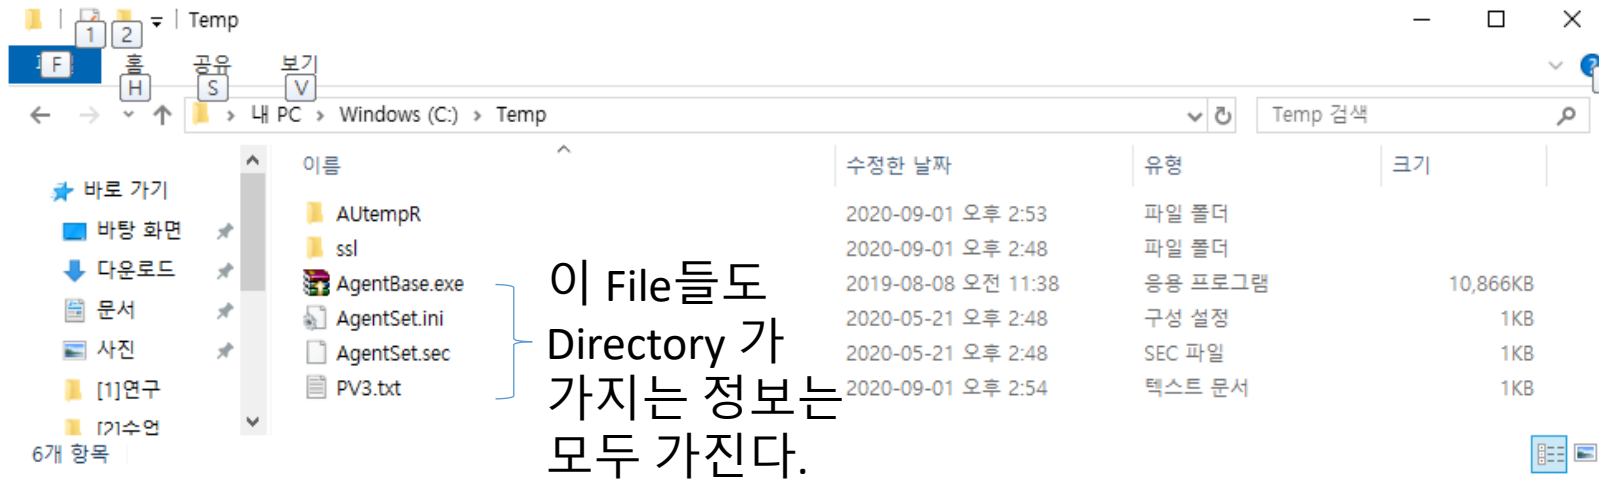 Temp
1 2
F
홈 공유 보기
H S V
내 PC > Windows (C:) > Temp
Temp 검색
이름 수정한 날짜 유형 크기
바로 가기
바탕 화면
다운로드
문서
사진
[1]연구
[2]수업
AUtempR 2020-09-01 오후 2:53 파일 폴더
ssl 2020-09-01 오후 2:48 파일 폴더
AgentBase.exe 2019-08-08 오전 11:38 응용 프로그램 10,866KB
AgentSet.ini 2020-05-21 오후 2:48 구성 설정 1KB
AgentSet.sec 2020-05-21 오후 2:48 SEC 파일 1KB
PV3.txt 2020-09-01 오후 2:54 텍스트 문서 1KB
이 File들도
Directory 가
가지는 정보는
모두 가진다.
6개 항목